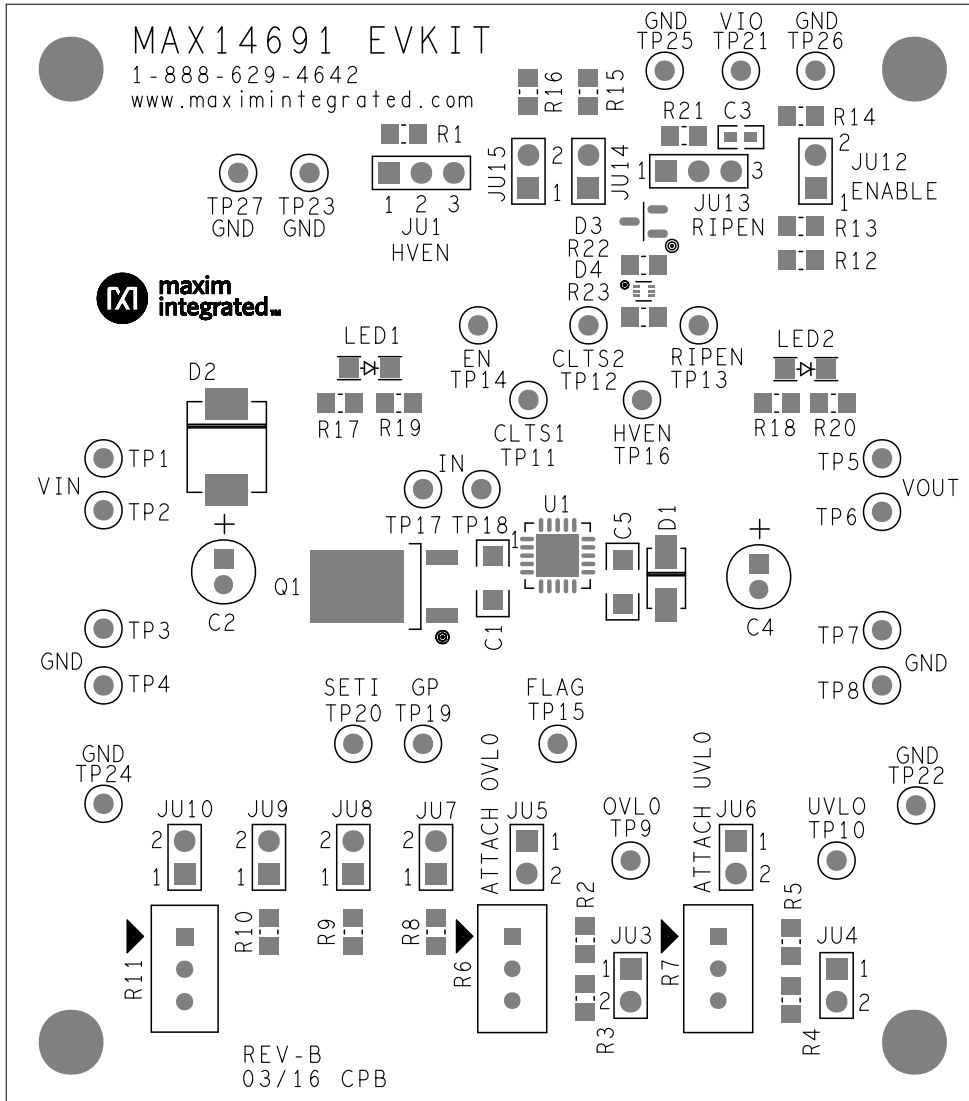 MAX14691 EVKIT
1-888-629-4642
www.maximintegrated.com
GND
TP25
VIO
TP21
GND
TP26
R16
R15
R21
C3
R14
R1
JU15
2
1
JU14
1
3
JU13
RIPEN
2
JU12
ENABLE
1
TP27
GND
TP23
GND
1 2 3
JU1
HVEN
D3
R22
D4
R23
R13
R12
maxim
integrated™
LED1
EN
TP14
CLTS2
TP12
RIPEN
TP13
LED2
D2
R17
R19
CLTS1
TP11
HVEN
TP16
R18
R20
TP1
VIN
TP2
IN
TP17
TP18
TP5
VOUT
TP6
U1
1
C5
D1
+
C2
Q1
C1
+
C4
TP3
GND
TP4
TP7
GND
TP8
SETI
TP20
GP
TP19
FLAG
TP15
GND
TP24
GND
TP22
JU10
2
1
JU9
2
1
JU8
2
1
JU7
2
1
ATTACH OVLO
JU5
1
2
OVLO
TP9
ATTACH UVLO
JU6
1
2
UVLO
TP10
R11
R10
R9
R8
R6
R2
R3
JU3
1
2
R7
R5
R4
JU4
1
2
REV-B
03/16 CPB